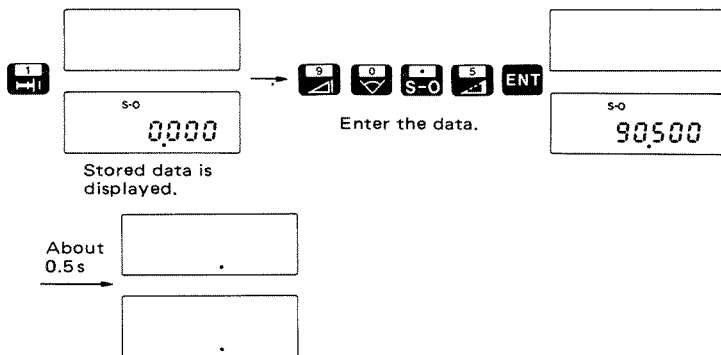 1
S-O
0.000
Stored data is
displayed.
9 0 . S-O 5 ENT
Enter the data.
S-O
90.500
About
0.5s